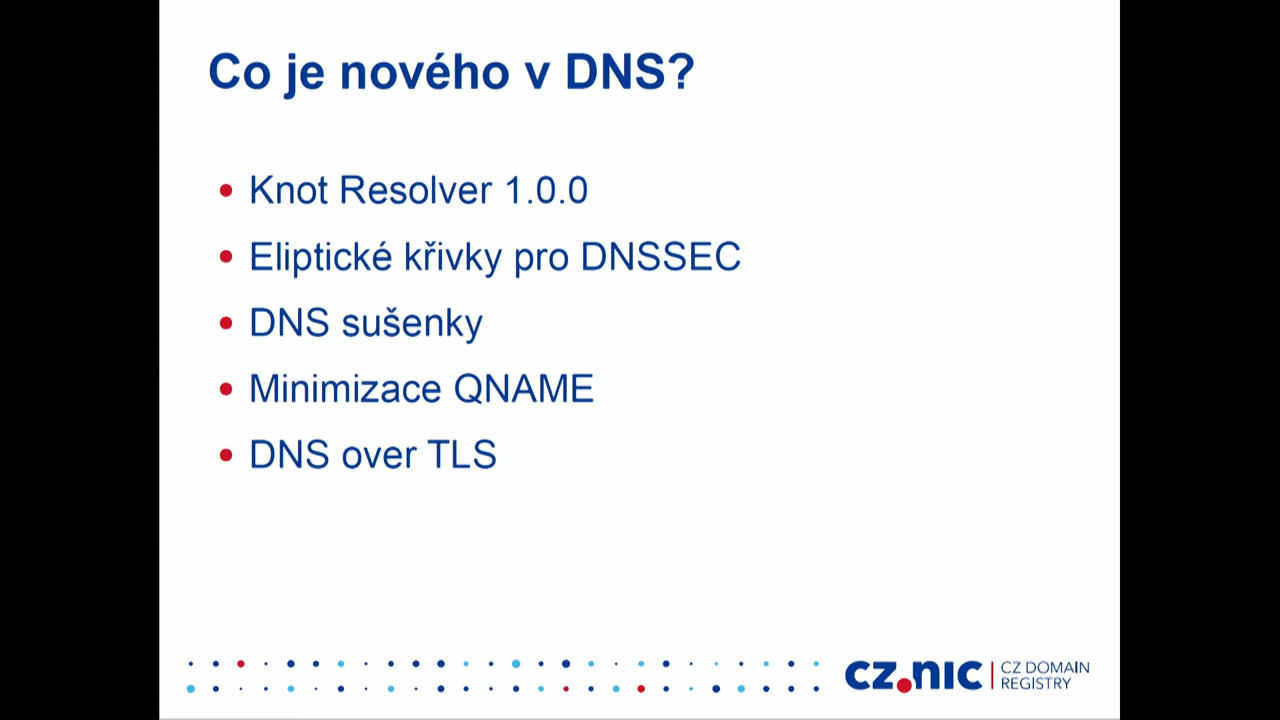 Co je nového v DNS?
Knot Resolver 1.0.0
Eliptické křivky pro DNSSEC
DNS sušenky
Minimizace QNAME
DNS over TLS
CZ.NIC | CZ DOMAIN
REGISTRY